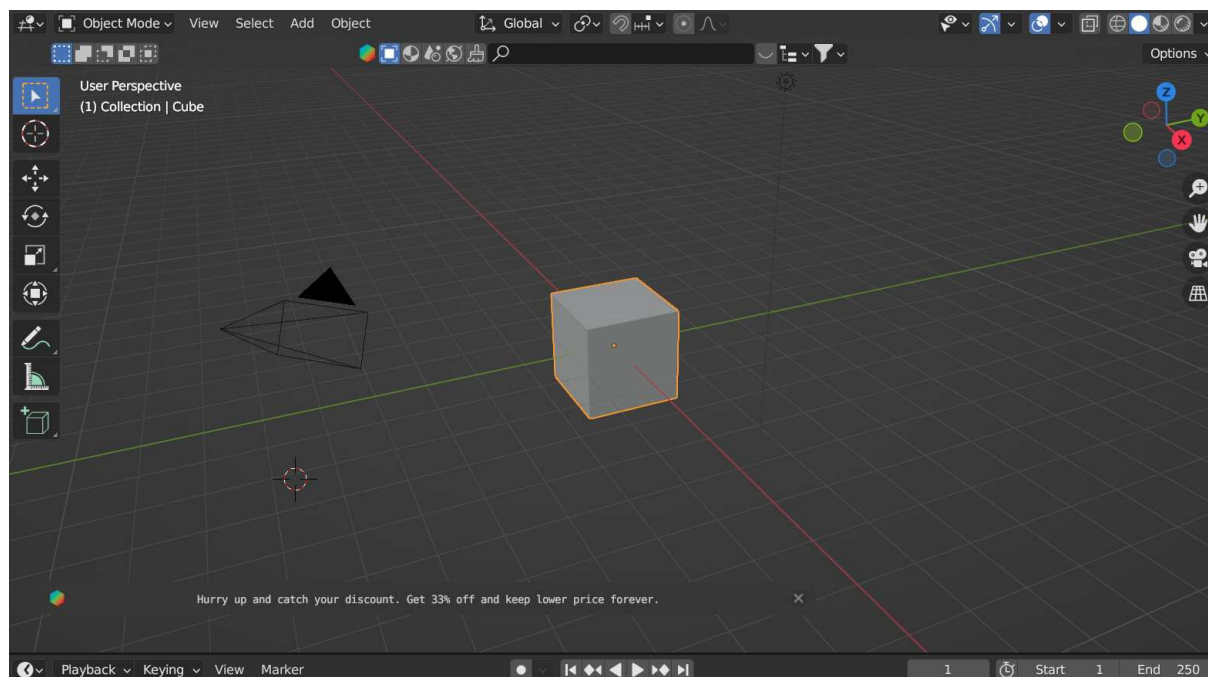 Object Mode View Select Add Object Global
Options
User Perspective
(1) Collection | Cube
Z
Y
X
Hurry up and catch your discount. Get 33% off and keep lower price forever.
Playback Keying View Marker 1 Start 1 End 250